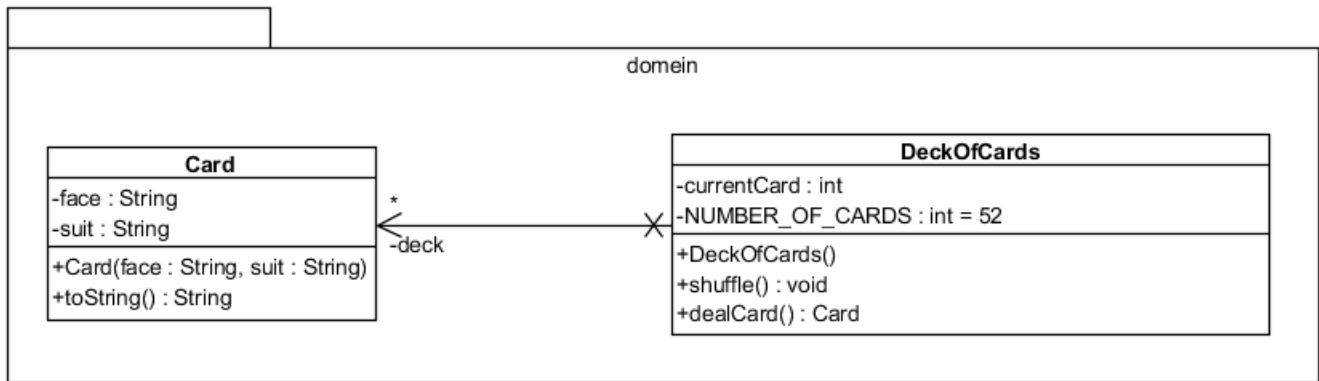 domein
Card
-face : String
-suit : String
+Card(face : String, suit : String)
+toString() : String
*
-deck
DeckOfCards
-currentCard : int
-NUMBER_OF_CARDS : int = 52
+DeckOfCards()
+shuffle() : void
+dealCard() : Card